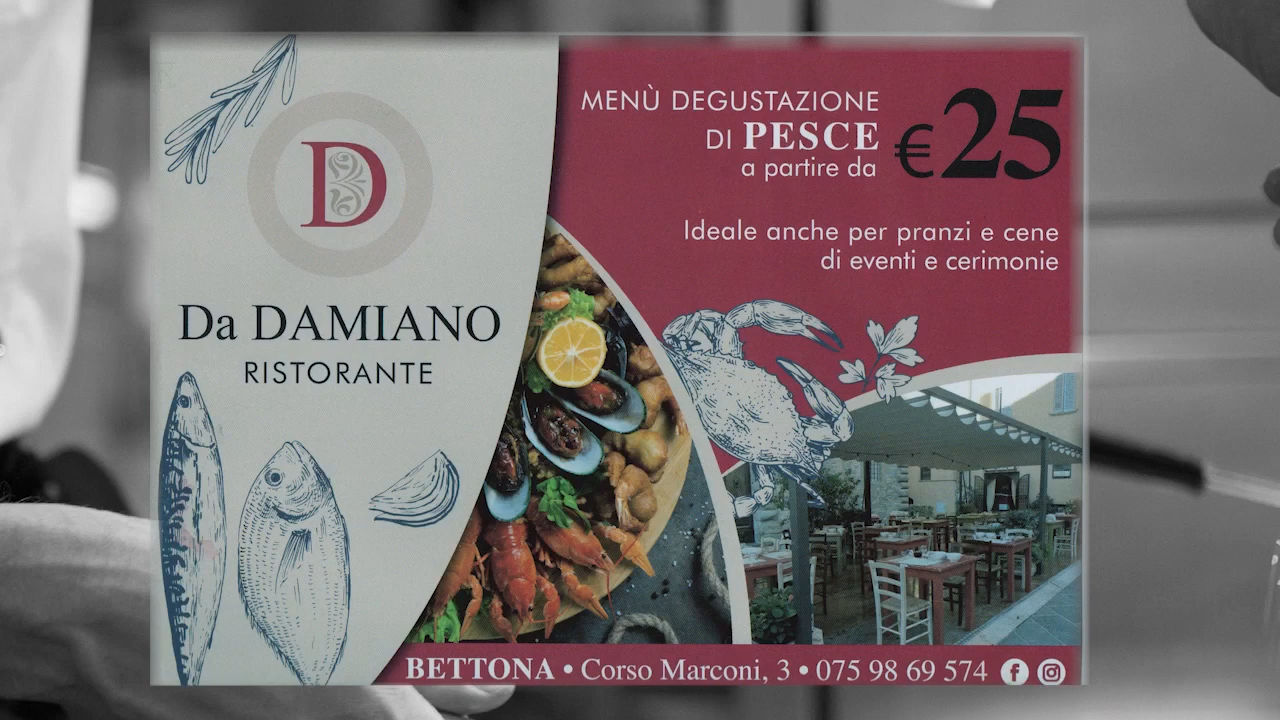 D
Da DAMIANO
RISTORANTE
MENÙ DEGUSTAZIONE
DI PESCE
a partire da
€25
Ideale anche per pranzi e cene
di eventi e cerimonie
BETTONA • Corso Marconi, 3 • 075 98 69 574